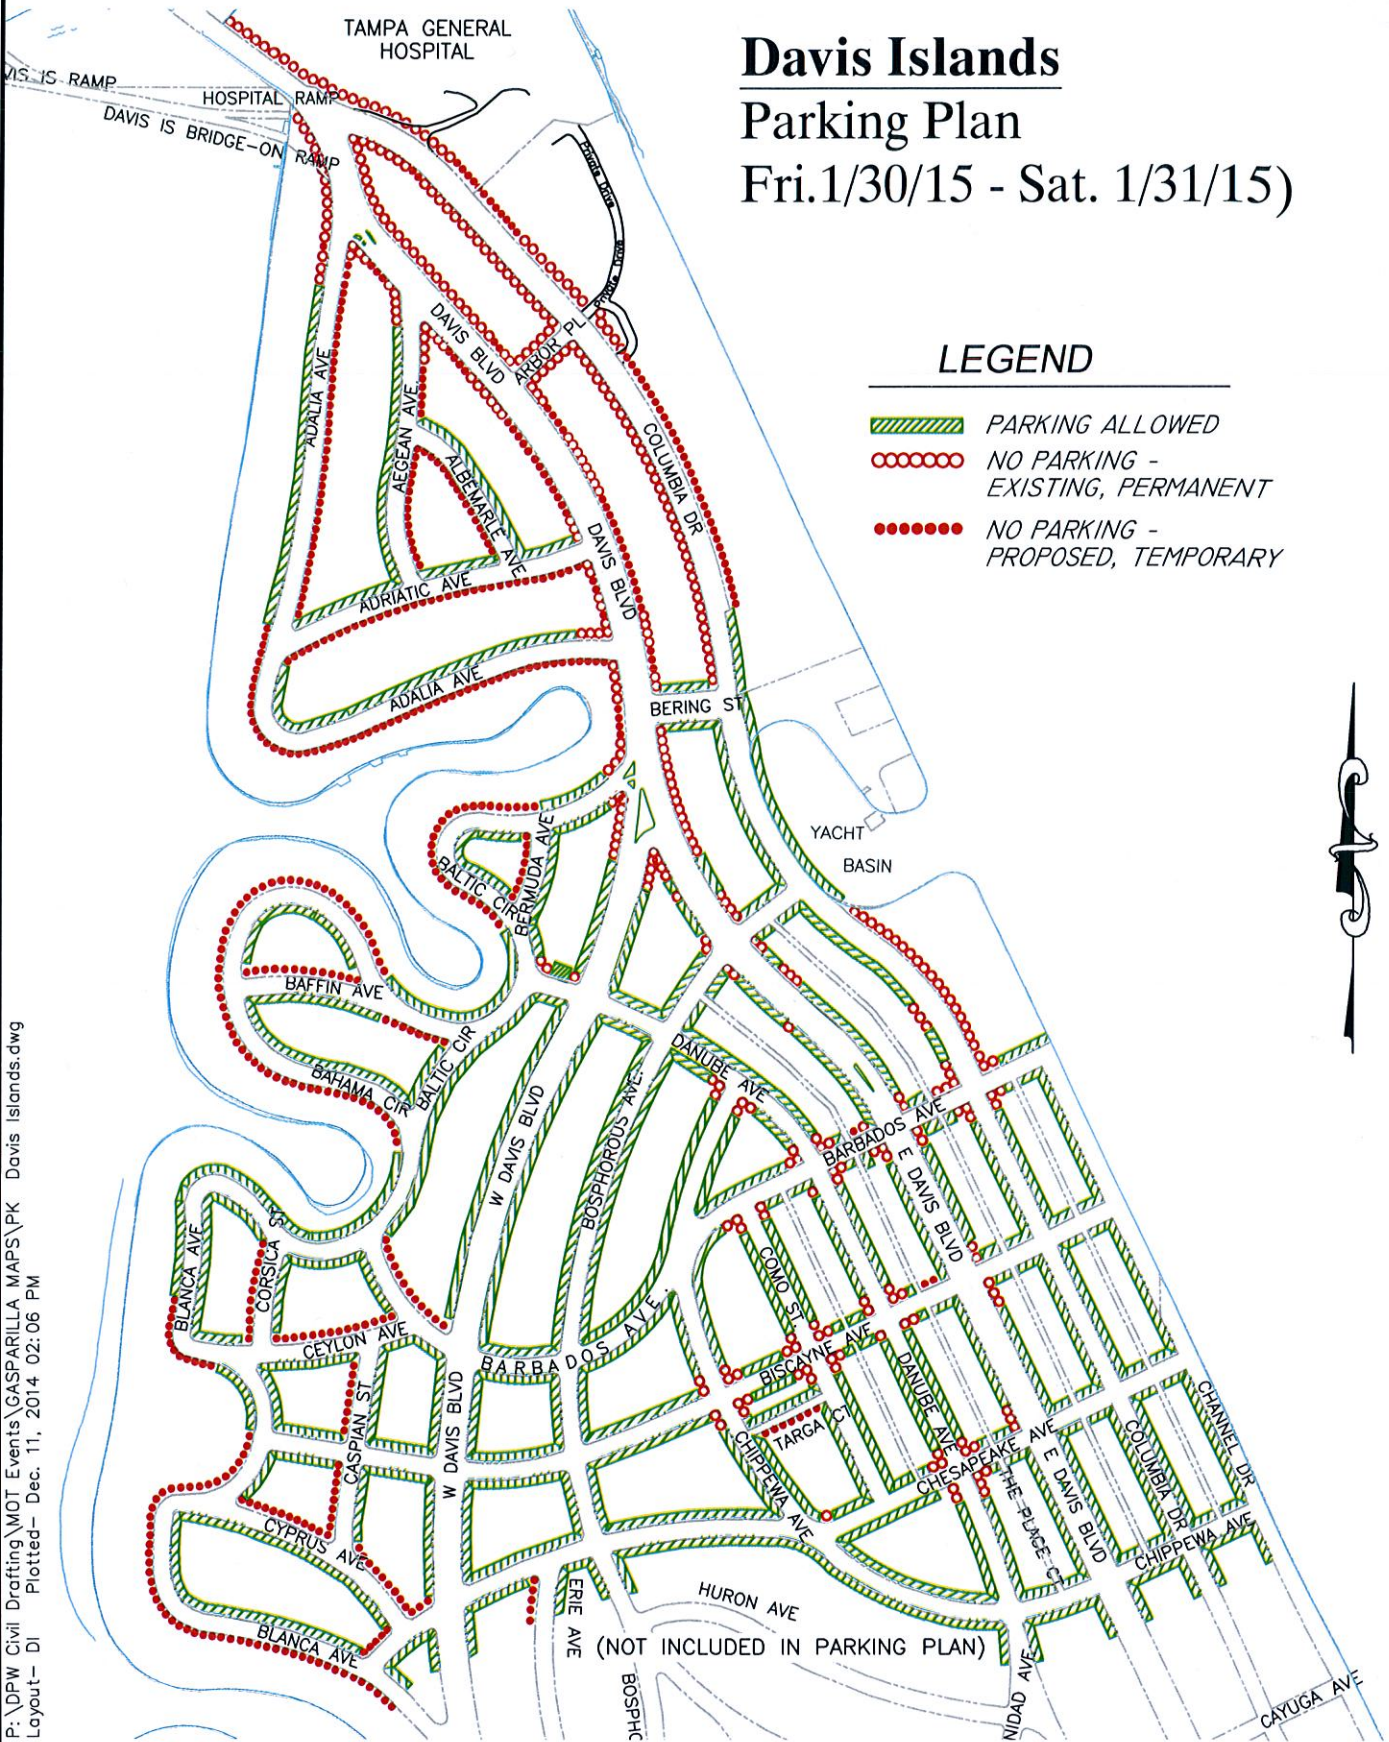 TAMPA GENERAL
HOSPITAL
Davis Islands
Parking Plan
Fri.1/30/15 - Sat. 1/31/15)
HOSPITAL RAMP
IS RAMP
DAVIS IS BRIDGE-ON RAMP
Private Drive
Private Drive
LEGEND
PARKING ALLOWED
NO PARKING -
EXISTING, PERMANENT
NO PARKING -
PROPOSED, TEMPORARY
DAVIS BLVD
ARBOR PL
ADALIA AVE
AEGEAN AVE.
ALBEMARLE AVE
COLUMBIA DR
DAVIS BLVD
ADRIATIC AVE
ADALIA AVE
BERING ST
YACHT
BASIN
BALTIC CIR
BERMUDA AVE
BAFFIN AVE
BAHAMA CIR
BALTIC CIR
DANUBE AVE
W DAVIS BLVD
BOSPHOROUS AVE.
BARBADOS AVE
E DAVIS BLVD
BLANCA AVE
CORSICA ST
COMO ST
CEYLON AVE
BARBADOS AVE.
BISCAYNE AVE
DANUBE AVE
CASPIAN ST
W DAVIS BLVD
TARGA CT
CHIPPEWA AVE
CHESAPEAKE AVE
THE PLACE CT
E DAVIS BLVD
COLUMBIA DR
CHANNEL DR
CHIPPEWA AVE
CYPRUS AVE
BLANCA AVE
ERIE AVE
HURON AVE
(NOT INCLUDED IN PARKING PLAN)
BOSPHO
NIDAD AVE
CAYUGA AVE
P:\DPW Civil Drafting\MOT Events\GASPARILLA MAPS\PK Davis Islands.dwg
Layout- DI Plotted- Dec. 11, 2014 02:06 PM